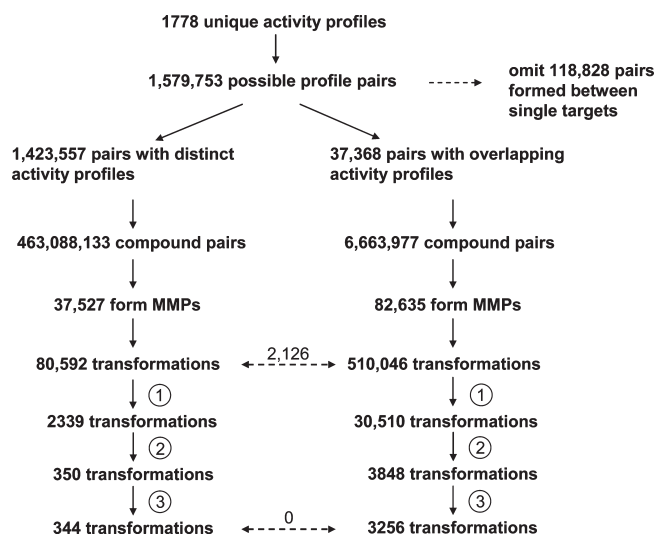 1778 unique activity profiles
1,579,753 possible profile pairs
omit 118,828 pairs
formed between
single targets
1,423,557 pairs with distinct
activity profiles
37,368 pairs with overlapping
activity profiles
463,088,133 compound pairs
6,663,977 compound pairs
37,527 form MMPs
82,635 form MMPs
80,592 transformations
2,126
510,046 transformations
1
1
2339 transformations
30,510 transformations
2
2
350 transformations
3848 transformations
3
3
344 transformations
0
3256 transformations